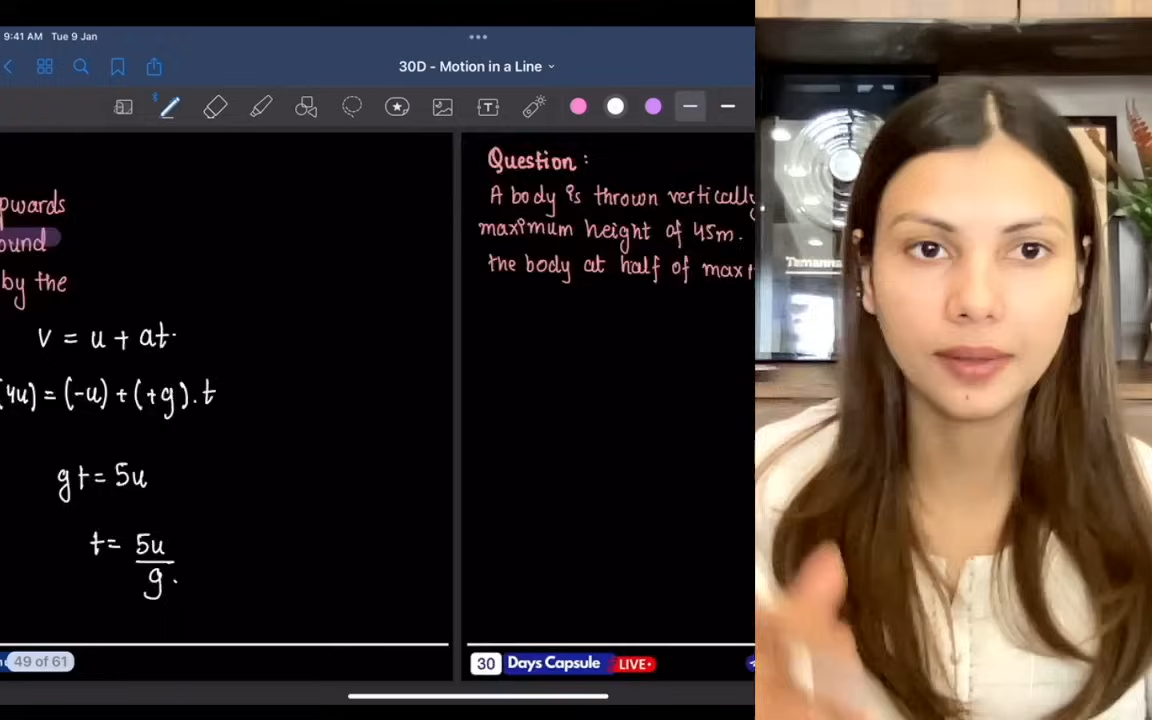 9:41 AM Tue 9 Jan
30D - Motion in a Line
pwards
ound
by the
v = u + at.
(4u) = (-u) + (+g). t
gt = 5u
t = 5u/g.
49 of 61
Question :
A body is thrown vertically
maximum height of 45m.
the body at half of max
30 Days Capsule LIVE
Tamanna